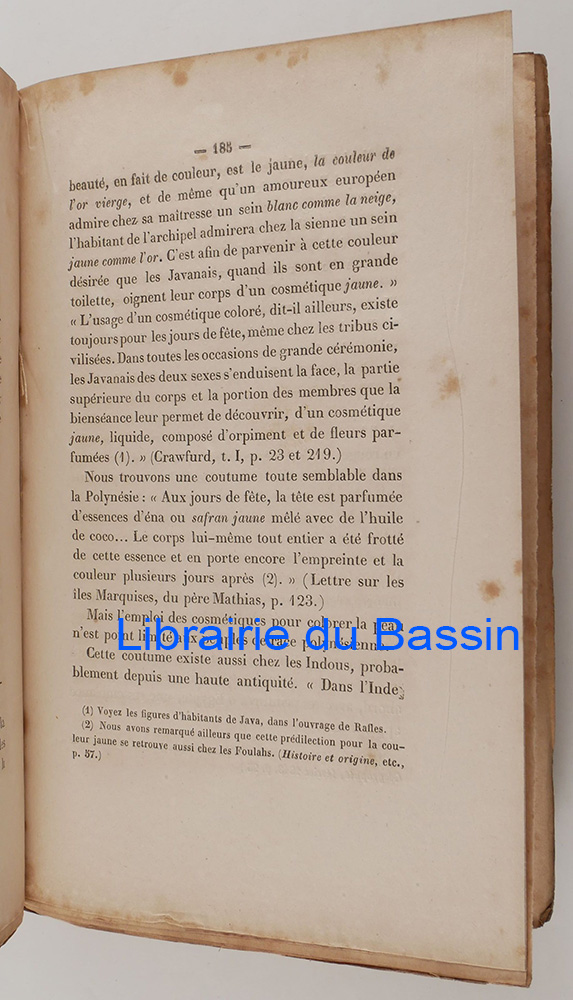 — 185 —
beauté, en fait de couleur, est le jaune, la couleur de
l'or vierge, et de même qu'un amoureux européen
admire chez sa maîtresse un sein blanc comme la neige,
l'habitant de l'archipel admirera chez la sienne un sein
jaune comme l'or. C'est afin de parvenir à cette couleur
désirée que les Javanais, quand ils sont en grande
toilette, oignent leur corps d'un cosmétique jaune. »
« L'usage d'un cosmétique coloré, dit-il ailleurs, existe
toujours pour les jours de fête, même chez les tribus ci-
vilisées. Dans toutes les occasions de grande cérémonie,
les Javanais des deux sexes s'enduisent la face, la partie
supérieure du corps et la portion des membres que la
bienséance leur permet de découvrir, d'un cosmétique
jaune, liquide, composé d'orpiment et de fleurs par-
fumées (1). » (Crawfurd, t. I, p. 23 et 219.)
Nous trouvons une coutume toute semblable dans
la Polynésie : « Aux jours de fête, la tête est parfumée
d'essences d'éna ou safran jaune mêlé avec de l'huile
de coco... Le corps lui-même tout entier a été frotté
de cette essence et en porte encore l'empreinte et la
couleur plusieurs jours après (2). » (Lettre sur les
iles Marquises, du père Mathias, p. 123.)
Mais l'emploi des cosmétiques pour colorer la peau
n'est point limité aux peuples de race polynésienne.
Librairie du Bassin
Cette coutume existe aussi chez les Indous, proba-
blement depuis une haute antiquité. « Dans l'Inde,
(1) Voyez les figures d'habitants de Java, dans l'ouvrage de Rafles.
(2) Nous avons remarqué ailleurs que cette prédilection pour la cou-
leur jaune se retrouve aussi chez les Foulahs. (Histoire et origine, etc.,
p. 57.)